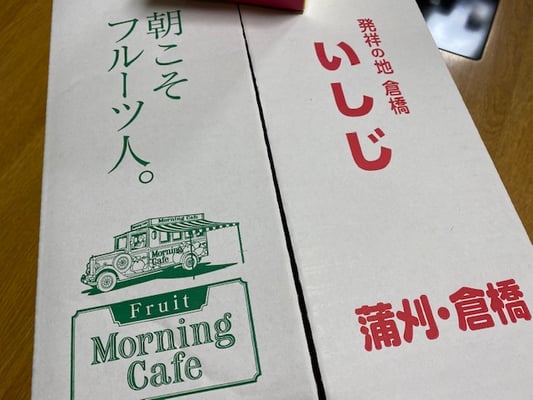 朝こそ
フルーツ人。
Morning Cafe
Morning
Cafe
Fruit
Morning
Cafe
発祥の地 倉橋
いしじ
蒲刈・倉橋